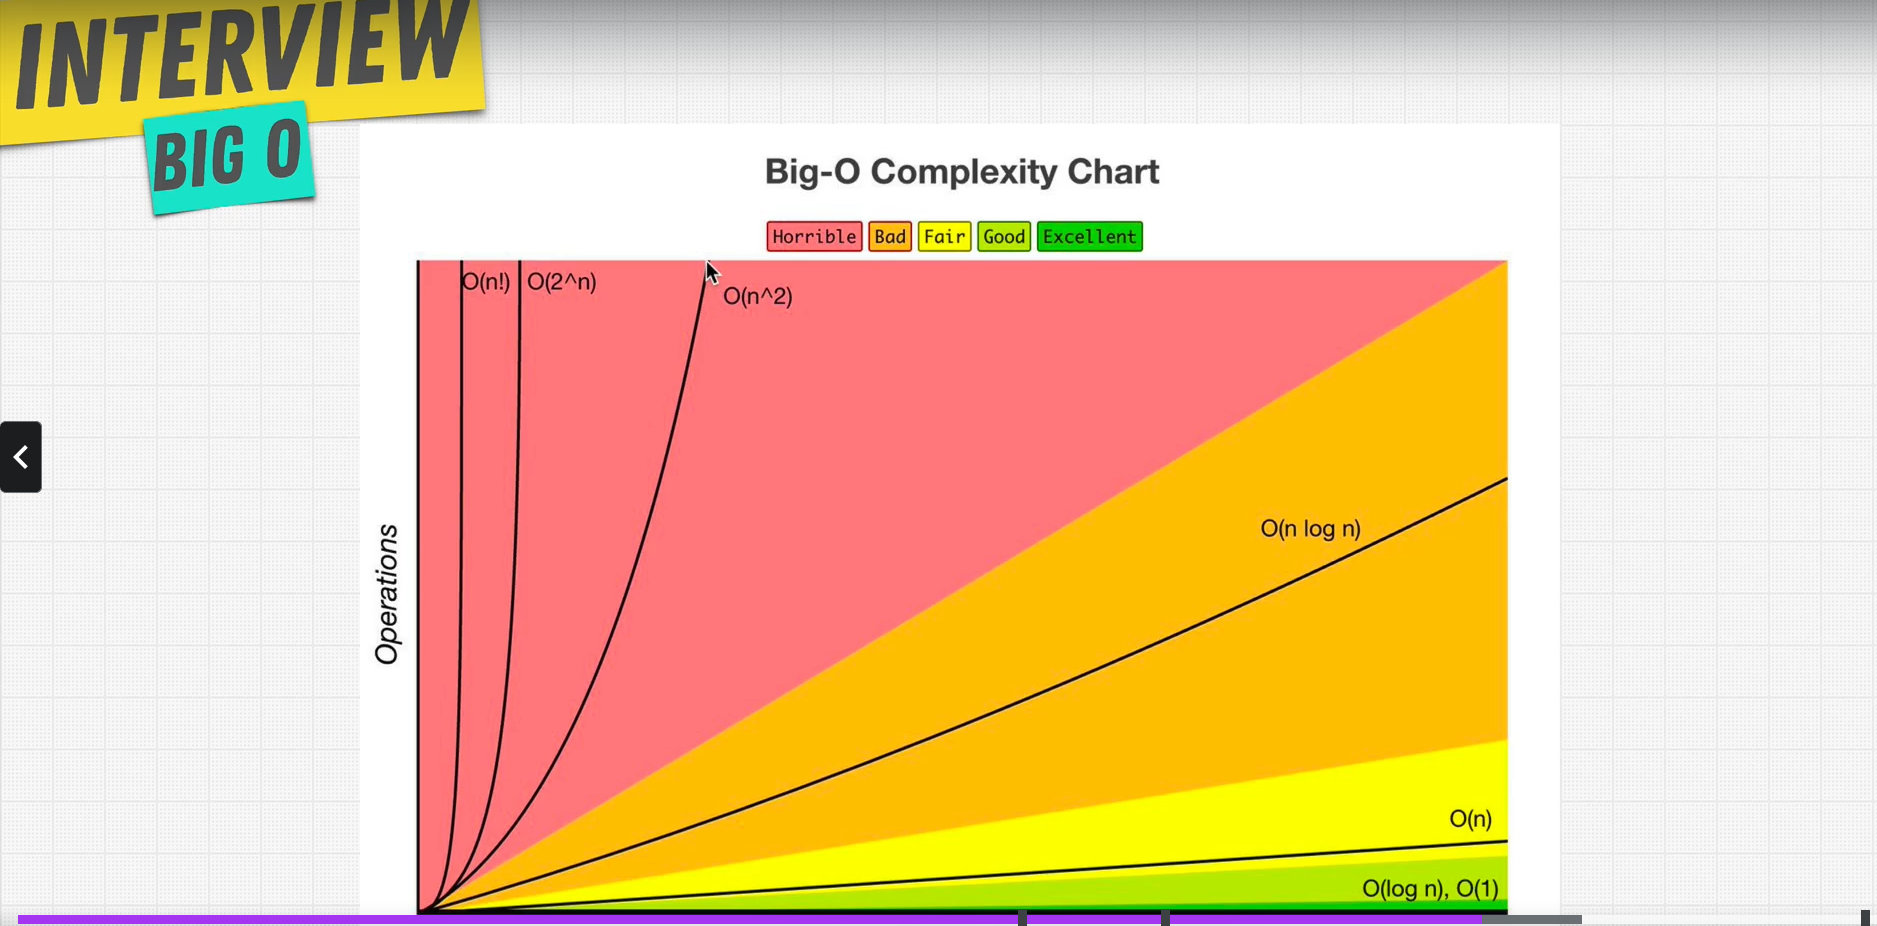 INTERVIEW
BIG O
Big-O Complexity Chart
Horrible Bad Fair Good Excellent
O(n!) O(2^n)
O(n^2)
O(n log n)
Operations
O(n)
O(log n), O(1)